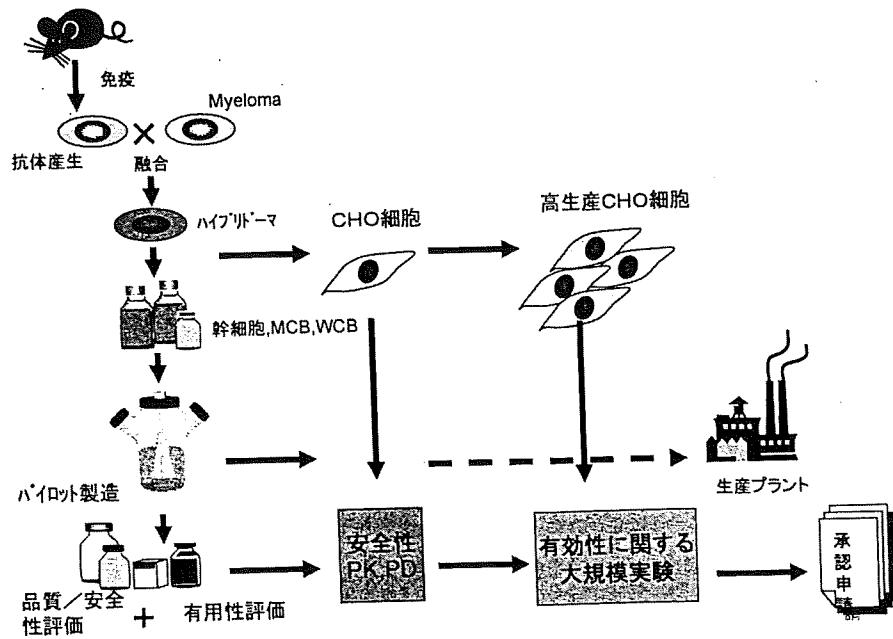 免疫
Myeloma
抗体産生
融合
ハイブリドーマ
CHO細胞
高生産CHO細胞
幹細胞,MCB,WCB
パイロット製造
生産プラント
安全性
PK,PD
有効性に関する
大規模実験
承認申請
品質/安全
性評価
+
有用性評価